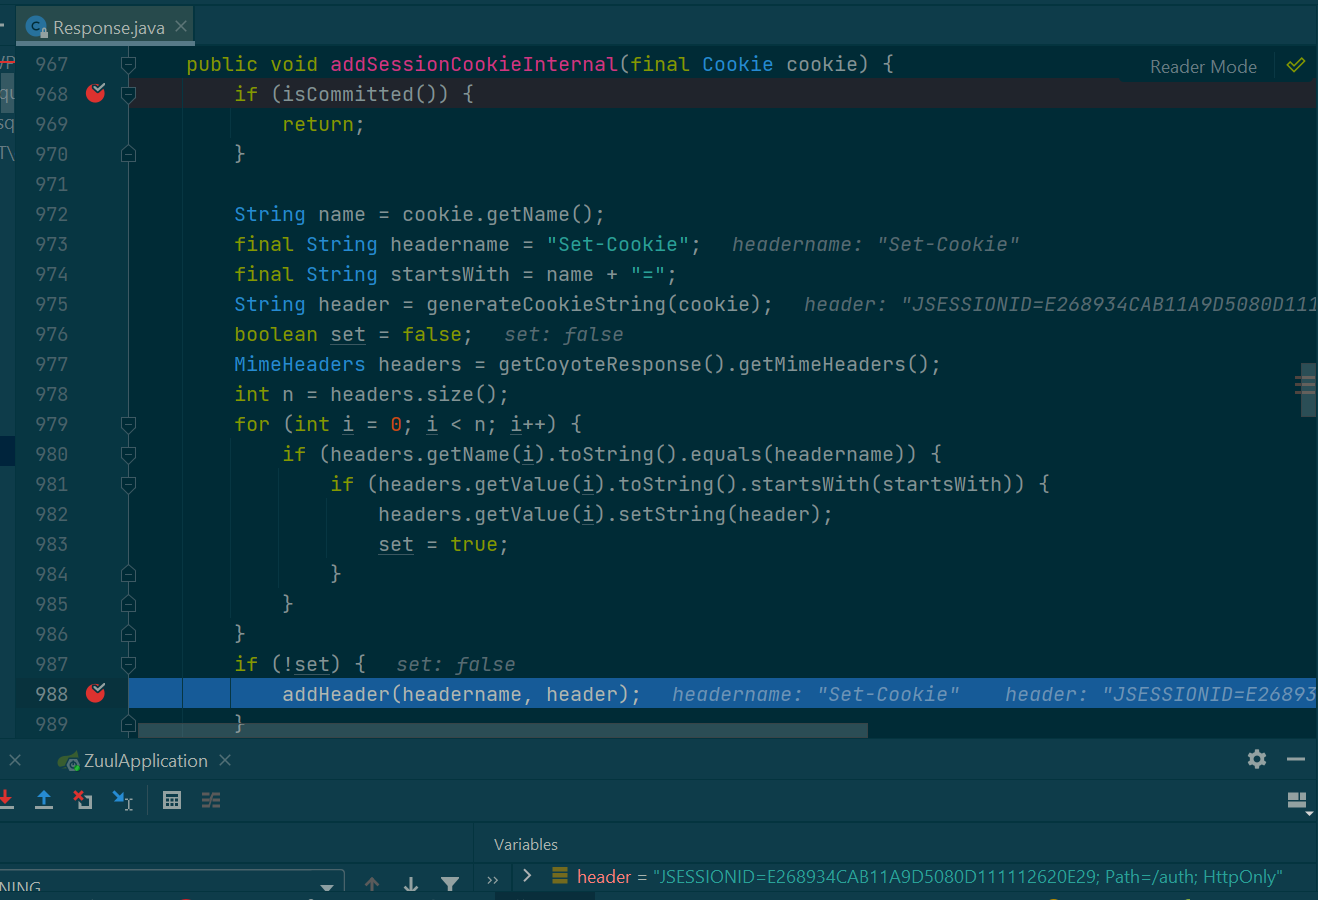 Response.java
Reader Mode
967 public void addSessionCookieInternal(final Cookie cookie) {
968 if (isCommitted()) {
969 return;
970 }
971
972 String name = cookie.getName();
973 final String headername = "Set-Cookie"; headername: "Set-Cookie"
974 final String startsWith = name + "=";
975 String header = generateCookieString(cookie); header: "JSESSIONID=E268934CAB11A9D5080D111
976 boolean set = false; set: false
977 MimeHeaders headers = getCoyoteResponse().getMimeHeaders();
978 int n = headers.size();
979 for (int i = 0; i < n; i++) {
980 if (headers.getName(i).toString().equals(headername)) {
981 if (headers.getValue(i).toString().startsWith(startsWith)) {
982 headers.getValue(i).setString(header);
983 set = true;
984 }
985 }
986 }
987 if (!set) { set: false
988 addHeader(headername, header); headername: "Set-Cookie" header: "JSESSIONID=E26893
989 }
ZuulApplication
Variables
NING
header = "JSESSIONID=E268934CAB11A9D5080D111112620E29; Path=/auth; HttpOnly"